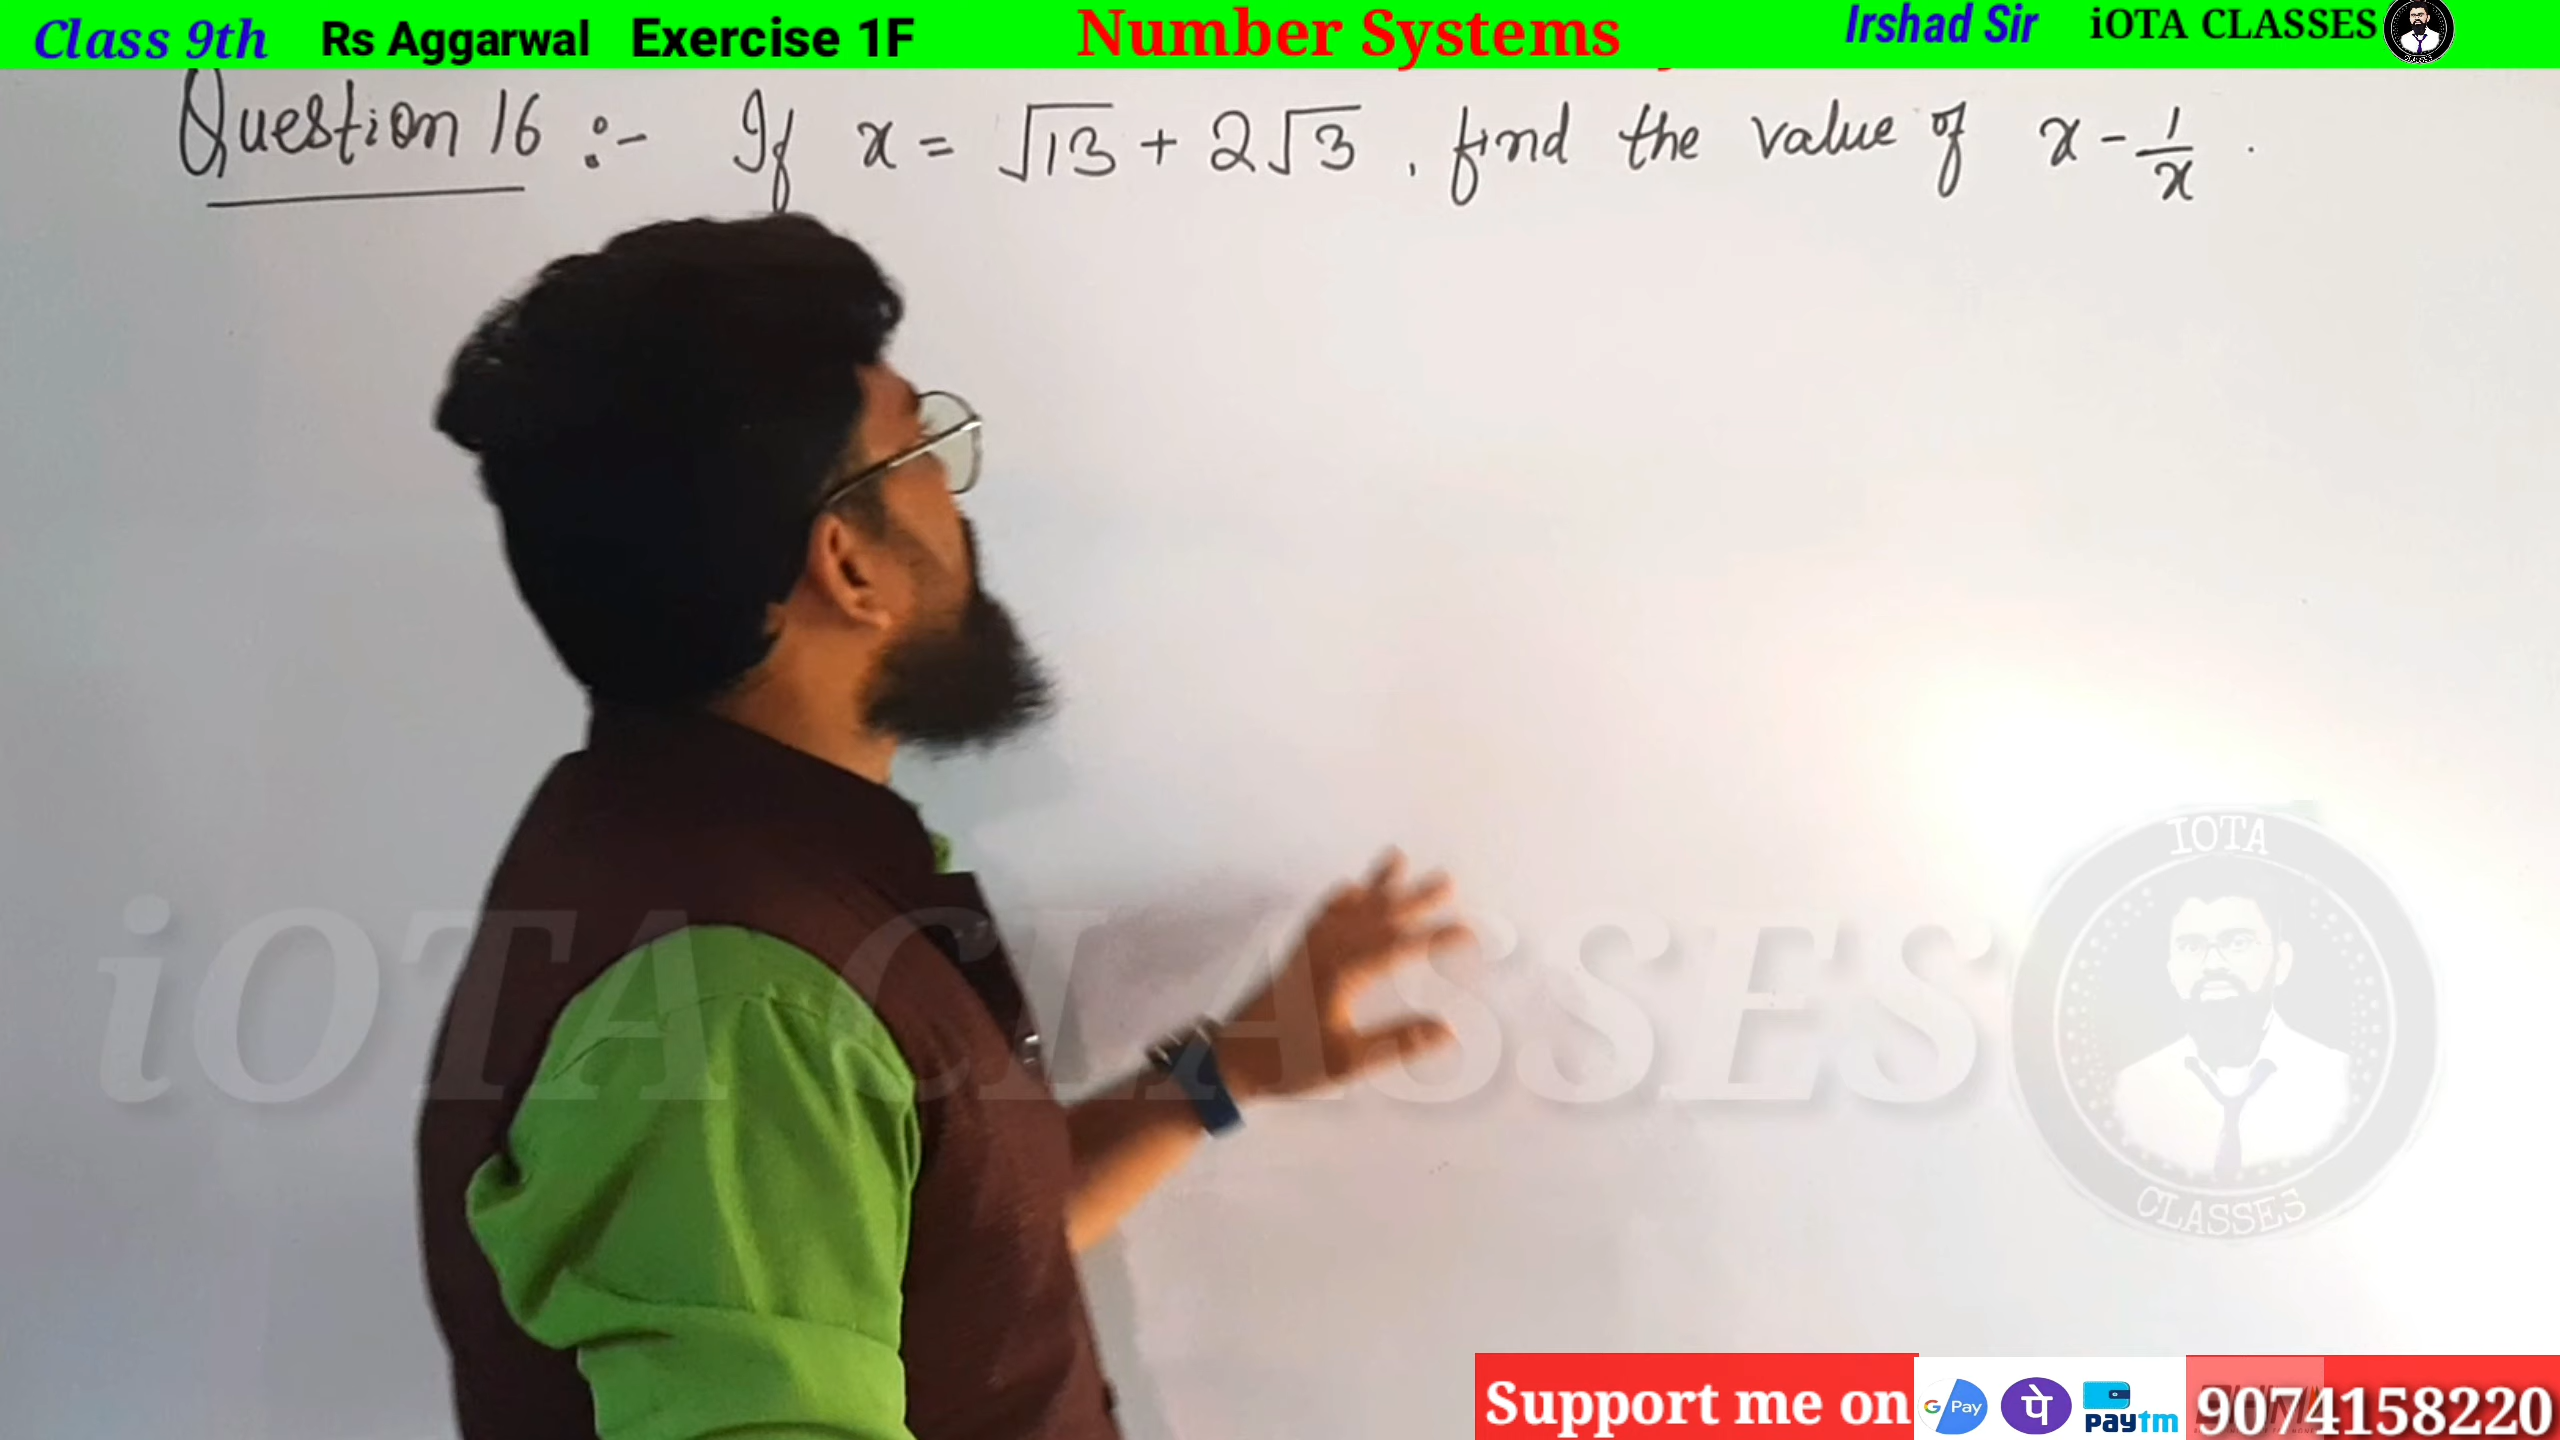 Class 9th Rs Aggarwal Exercise 1F Number Systems Irshad Sir iOTA CLASSES
Question 16 :- If x = √13 + 2√3 , find the value of x - 1/x .
iOTA CLASSES
IOTA
CLASSES
Support me on G Pay पे paytm 9074158220